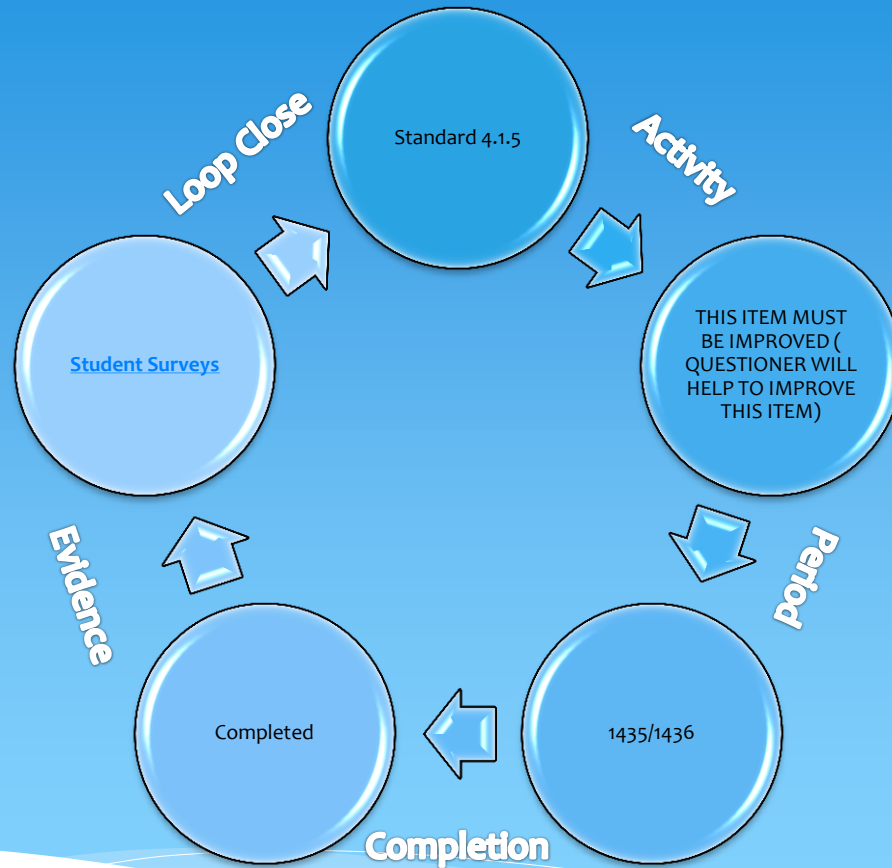 Standard 4.1.5
Activity
THIS ITEM MUST
BE IMPROVED (
QUESTIONER WILL
HELP TO IMPROVE
THIS ITEM)
Period
1435/1436
Completion
Completed
Evidence
Student Surveys
Loop Close